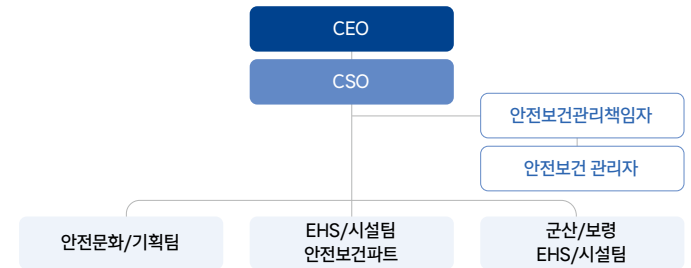 CEO
CSO
안전보건관리책임자
안전보건 관리자
안전문화/기획팀
EHS/시설팀
안전보건파트
군산/보령
EHS/시설팀